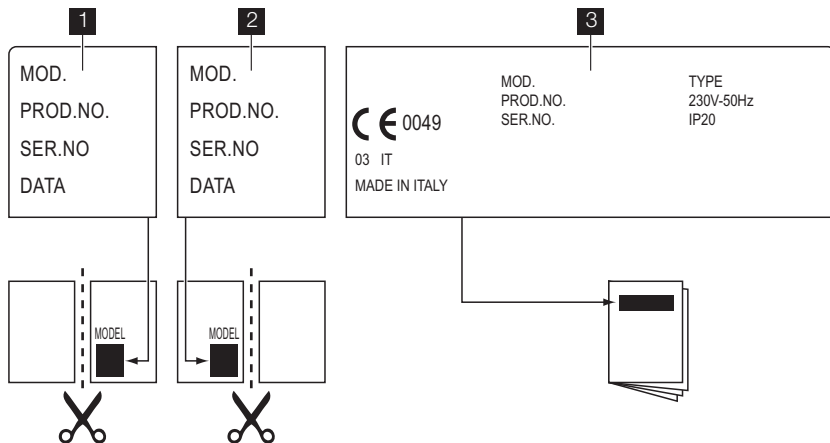 1
MOD.
PROD.NO.
SER.NO
DATA
2
MOD.
PROD.NO.
SER.NO
DATA
3
CE 0049
03 IT
MADE IN ITALY
MOD.
PROD.NO.
SER.NO.
TYPE
230V-50Hz
IP20
MODEL
MODEL